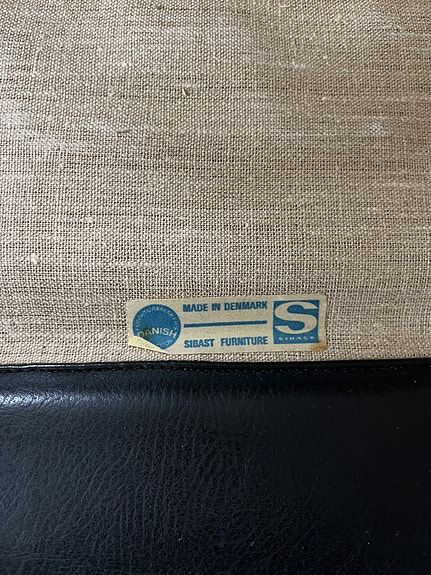 MADE IN DENMARK
DANISH
SIBAST FURNITURE
S
SIBAST